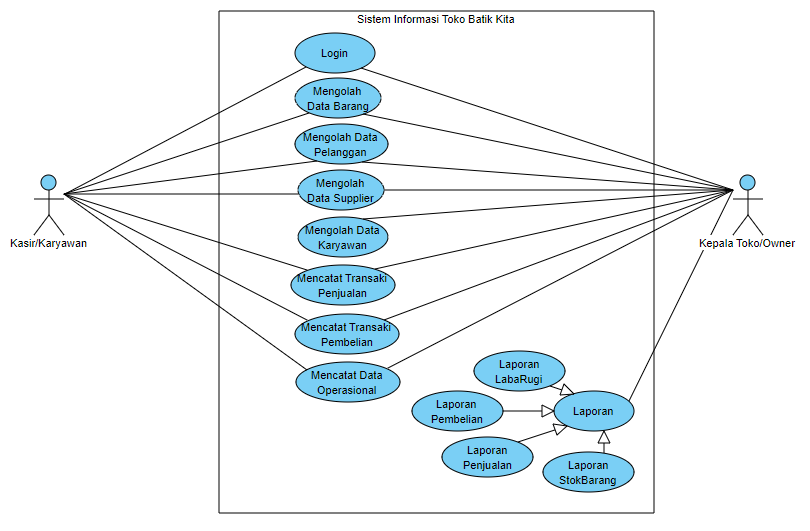 Sistem Informasi Toko Batik Kita
Login
Mengolah
Data Barang
Mengolah Data
Pelanggan
Mengolah
Data Supplier
Mengolah Data
Karyawan
Mencatat Transaki
Penjualan
Mencatat Transaki
Pembelian
Mencatat Data
Operasional
Kasir/Karyawan
Kepala Toko/Owner
Laporan
LabaRugi
Laporan
Pembelian
Laporan
Laporan
Penjualan
Laporan
StokBarang